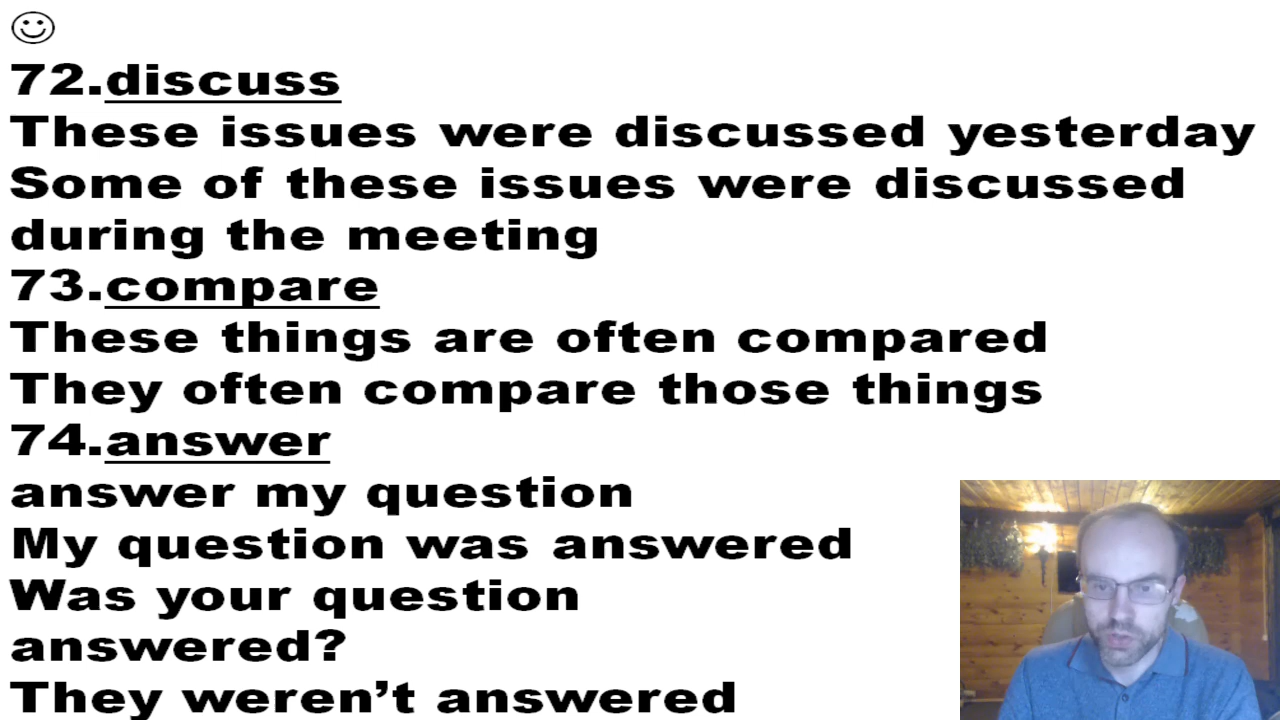 72.discuss
These issues were discussed yesterday
Some of these issues were discussed
during the meeting
73.compare
These things are often compared
They often compare those things
74.answer
answer my question
My question was answered
Was your question
answered?
They weren’t answered